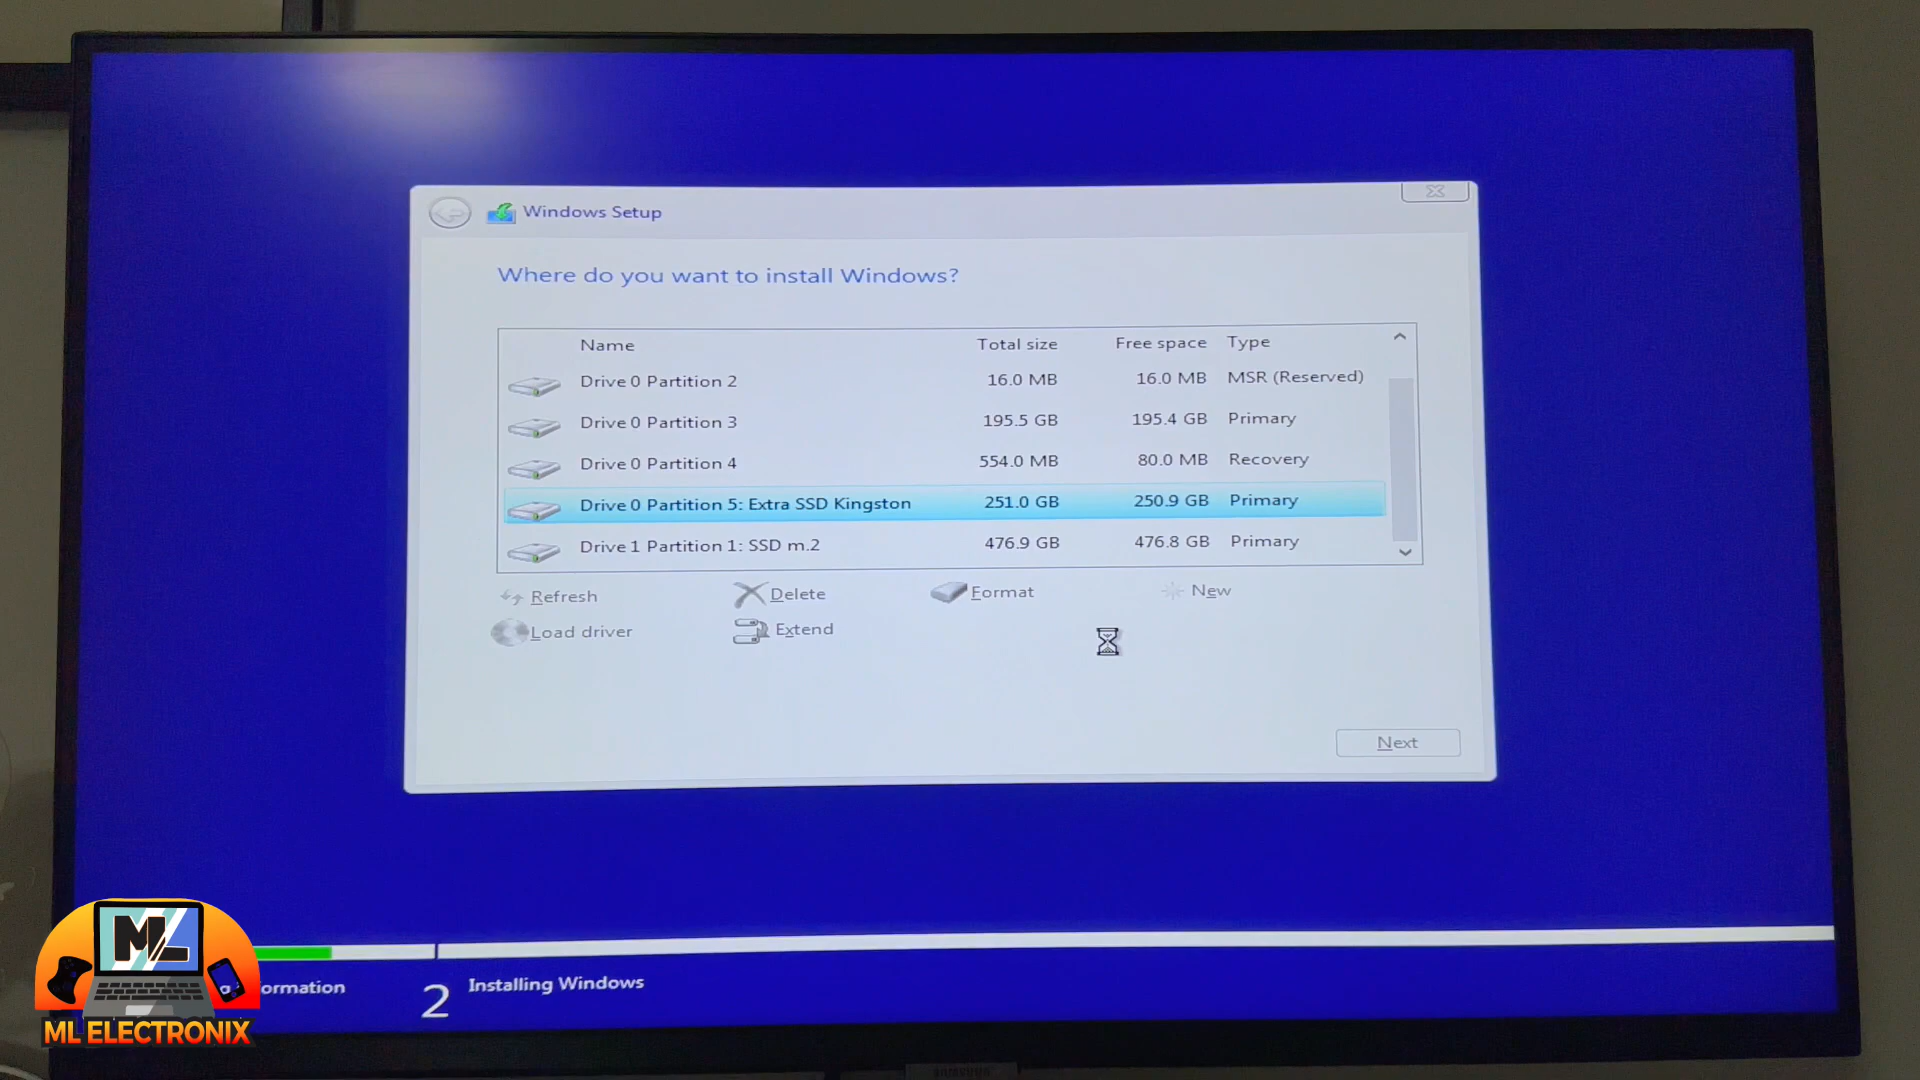 Windows Setup
Where do you want to install Windows?
Name Total size Free space Type
Drive 0 Partition 2 16.0 MB 16.0 MB MSR (Reserved)
Drive 0 Partition 3 195.5 GB 195.4 GB Primary
Drive 0 Partition 4 554.0 MB 80.0 MB Recovery
Drive 0 Partition 5: Extra SSD Kingston 251.0 GB 250.9 GB Primary
Drive 1 Partition 1: SSD m.2 476.9 GB 476.8 GB Primary
Refresh Delete Format New
Load driver Extend
Next
ormation 2 Installing Windows
ML
ML ELECTRONIX
SAMSUNG